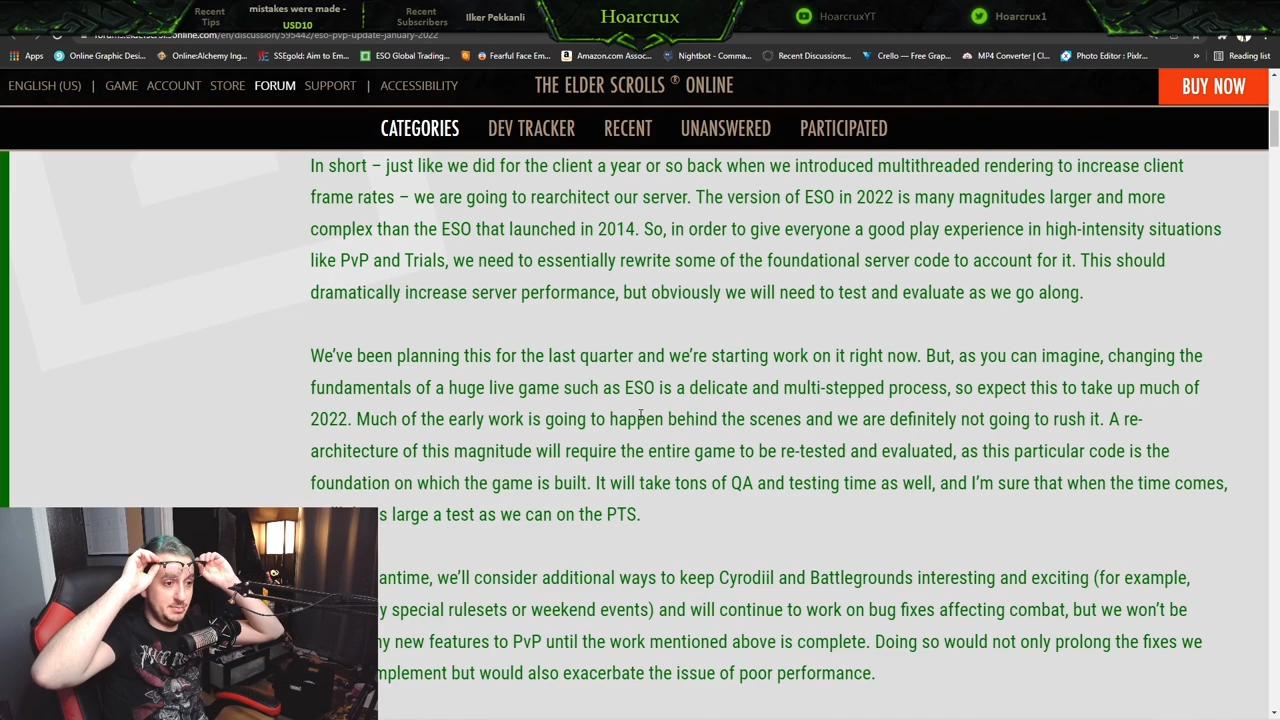 Recent
Tips
mistakes were made -
USD10
Recent
Subscribers
Ilker Pekkanli
Hoarcrux
HoarcruxYT
Hoarcrux1
forums.elderscrollsonline.com/en/discussion/595442/eso-pvp-update-january-2022
Apps
Online Graphic Desi...
OnlineAlchemy Ing...
SSEgold: Aim to Em...
ESO Global Trading...
Fearful Face Em...
Amazon.com Assoc...
Nightbot - Comma...
Recent Discussions...
Crello — Free Grap...
MP4 Converter | Cl...
Photo Editor : Pixlr...
»
Reading list
ENGLISH (US) | GAME ACCOUNT STORE FORUM SUPPORT | ACCESSIBILITY
THE ELDER SCROLLS ® ONLINE
BUY NOW
CATEGORIES DEV TRACKER RECENT UNANSWERED PARTICIPATED
In short – just like we did for the client a year or so back when we introduced multithreaded rendering to increase client
frame rates – we are going to rearchitect our server. The version of ESO in 2022 is many magnitudes larger and more
complex than the ESO that launched in 2014. So, in order to give everyone a good play experience in high-intensity situations
like PvP and Trials, we need to essentially rewrite some of the foundational server code to account for it. This should
dramatically increase server performance, but obviously we will need to test and evaluate as we go along.
We've been planning this for the last quarter and we're starting work on it right now. But, as you can imagine, changing the
fundamentals of a huge live game such as ESO is a delicate and multi-stepped process, so expect this to take up much of
2022. Much of the early work is going to happen behind the scenes and we are definitely not going to rush it. A re-
architecture of this magnitude will require the entire game to be re-tested and evaluated, as this particular code is the
foundation on which the game is built. It will take tons of QA and testing time as well, and I'm sure that when the time comes,
s large a test as we can on the PTS.
antime, we'll consider additional ways to keep Cyrodiil and Battlegrounds interesting and exciting (for example,
y special rulesets or weekend events) and will continue to work on bug fixes affecting combat, but we won't be
ny new features to PvP until the work mentioned above is complete. Doing so would not only prolong the fixes we
mplement but would also exacerbate the issue of poor performance.